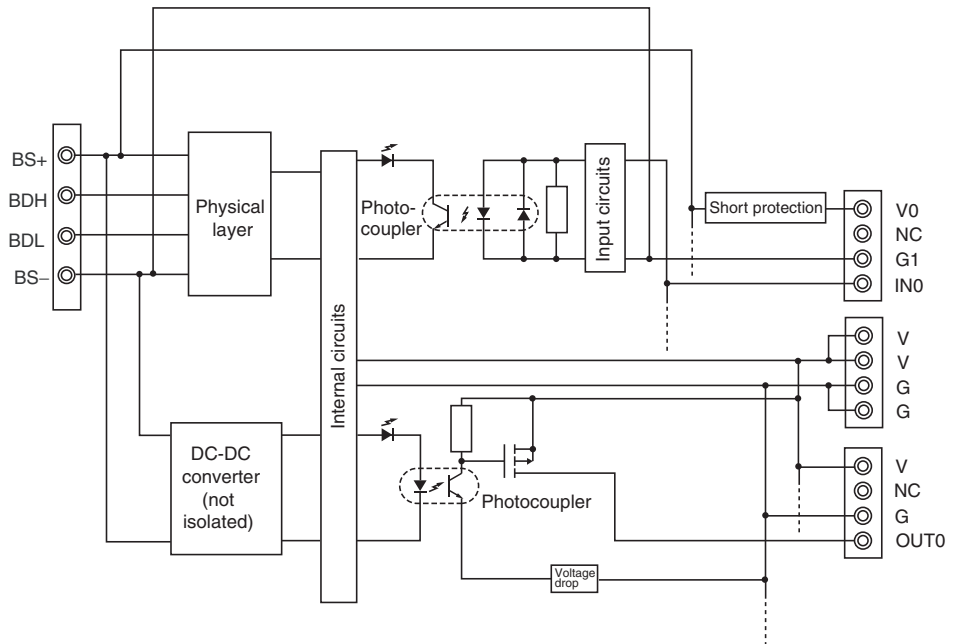 BS+
BDH
BDL
BS−
Physical
layer
Photo-
coupler
Input circuits
Short protection
V0
NC
G1
IN0
Internal circuits
V
V
G
G
DC-DC
converter
(not
isolated)
Photocoupler
Voltage
drop
V
NC
G
OUT0